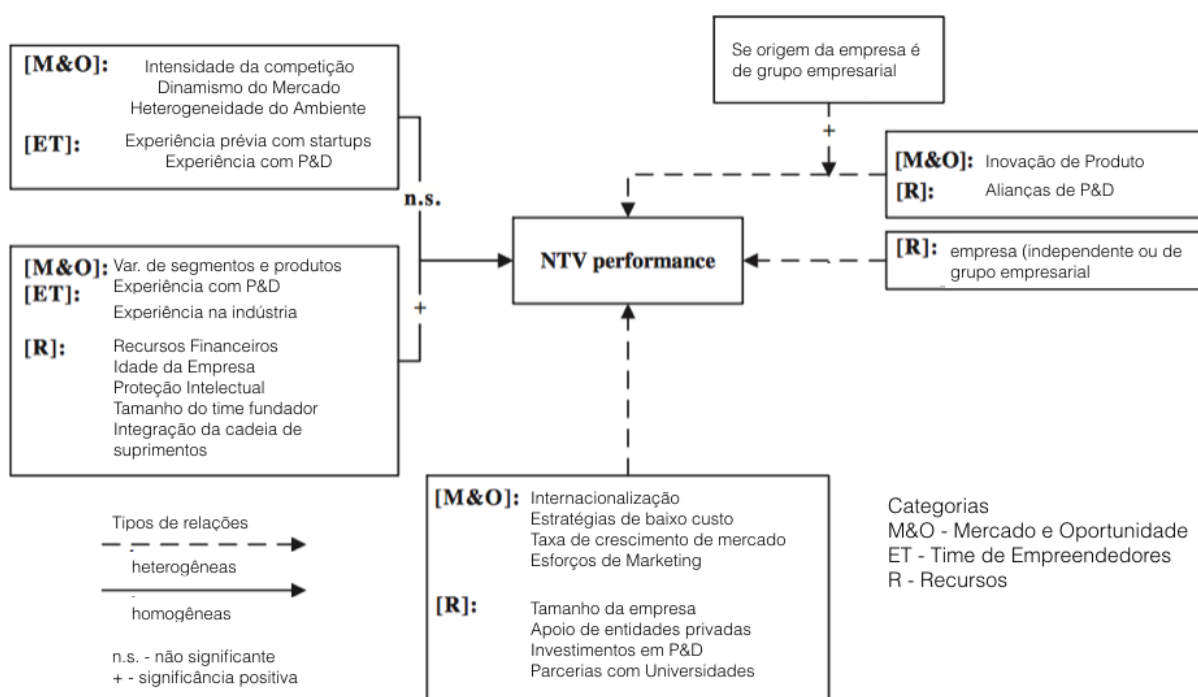 [M&O]: Intensidade da competição
Dinamismo do Mercado
Heterogeneidade do Ambiente
[ET]: Experiência prévia com startups
Experiência com P&D
n.s.
[M&O]: Var. de segmentos e produtos
Experiência com P&D
[ET]:
Experiência na indústria
[R]: Recursos Financeiros
Idade da Empresa
Proteção Intelectual
Tamanho do time fundador
Integração da cadeia de
suprimentos
+
Se origem da empresa é
de grupo empresarial
+
[M&O]: Inovação de Produto
[R]: Alianças de P&D
[R]: empresa (independente ou de
grupo empresarial
NTV performance
[M&O]: Internacionalização
Estratégias de baixo custo
Taxa de crescimento de mercado
Esforços de Marketing
[R]: Tamanho da empresa
Apoio de entidades privadas
Investimentos em P&D
Parcerias com Universidades
Tipos de relações
heterogêneas
homogêneas
n.s. - não significante
+ - significância positiva
Categorias
M&O - Mercado e Oportunidade
ET - Time de Empreendedores
R - Recursos